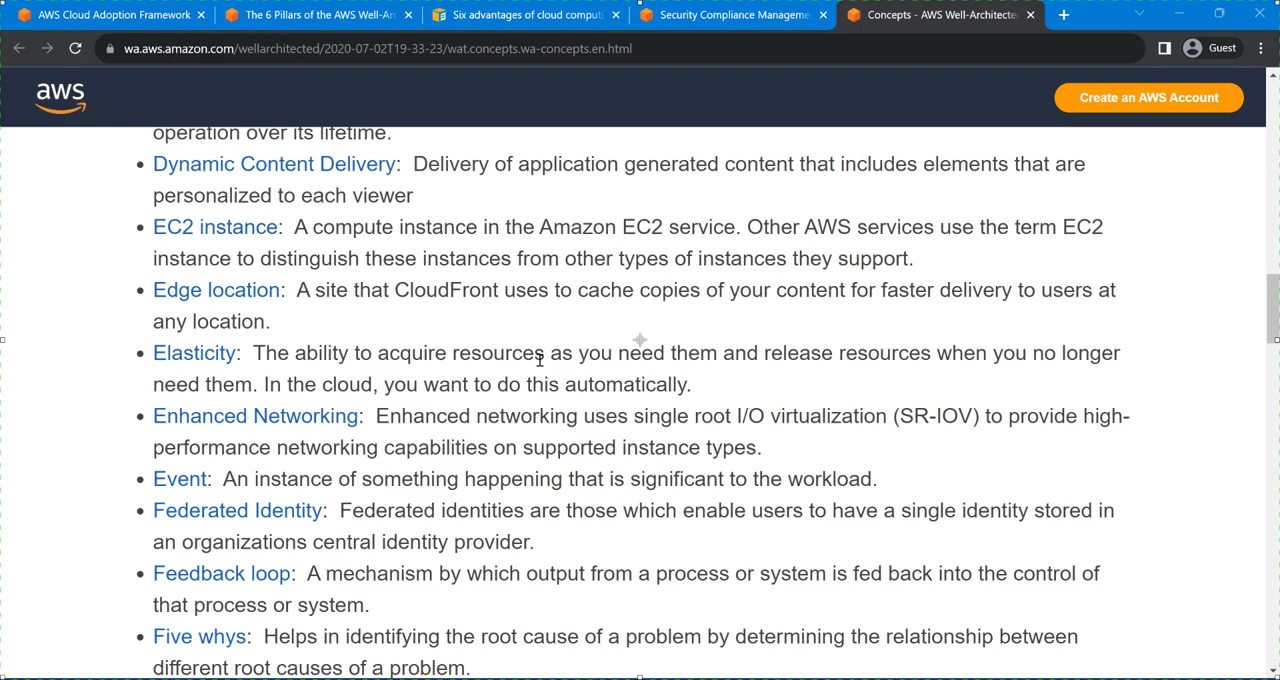 AWS Cloud Adoption Framework
The 6 Pillars of the AWS Well-Arc
Six advantages of cloud computi
Security Compliance Manageme
Concepts - AWS Well-Architecte
wa.aws.amazon.com/wellarchitected/2020-07-02T19-33-23/wat.concepts.wa-concepts.en.html
Guest
aws
Create an AWS Account
operation over its lifetime.
• Dynamic Content Delivery: Delivery of application generated content that includes elements that are
personalized to each viewer
• EC2 instance: A compute instance in the Amazon EC2 service. Other AWS services use the term EC2
instance to distinguish these instances from other types of instances they support.
• Edge location: A site that CloudFront uses to cache copies of your content for faster delivery to users at
any location.
• Elasticity: The ability to acquire resources as you need them and release resources when you no longer
need them. In the cloud, you want to do this automatically.
• Enhanced Networking: Enhanced networking uses single root I/O virtualization (SR-IOV) to provide high-
performance networking capabilities on supported instance types.
• Event: An instance of something happening that is significant to the workload.
• Federated Identity: Federated identities are those which enable users to have a single identity stored in
an organizations central identity provider.
• Feedback loop: A mechanism by which output from a process or system is fed back into the control of
that process or system.
• Five whys: Helps in identifying the root cause of a problem by determining the relationship between
different root causes of a problem.